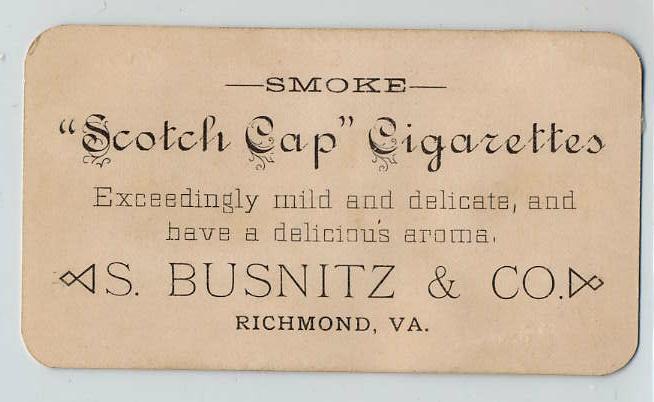 —SMOKE—
"Scotch Cap" Cigarettes
Exceedingly mild and delicate, and
have a delicious aroma.
S. BUSNITZ & CO.
RICHMOND, VA.